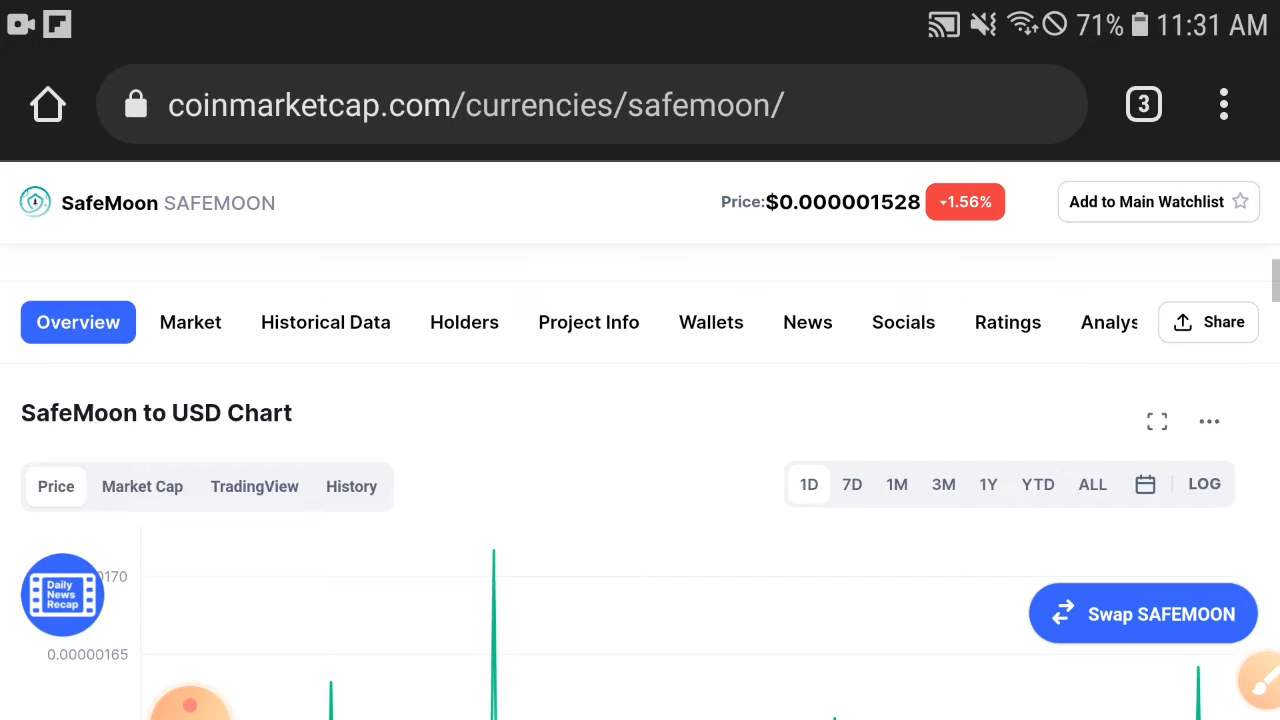 71% 11:31 AM
coinmarketcap.com/currencies/safemoon/
3
SafeMoon SAFEMOON
Price:$0.000001528 1.56%
Add to Main Watchlist
Overview Market Historical Data Holders Project Info Wallets News Socials Ratings Analys Share
SafeMoon to USD Chart
Price Market Cap TradingView History
1D 7D 1M 3M 1Y YTD ALL LOG
0170
Daily
News
Recap
Swap SAFEMOON
0.00000165